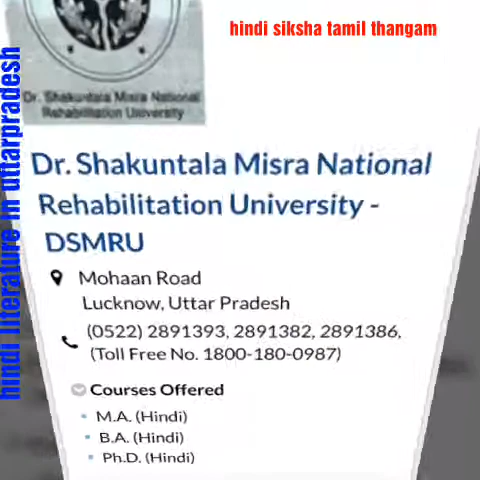 hindi siksha tamil thangam
hindi literature in uttarpradesh
Dr. Shakuntala Misra National
Rehabilitation University
Dr. Shakuntala Misra National
Rehabilitation University -
DSMRU
Mohaan Road
Lucknow, Uttar Pradesh
(0522) 2891393, 2891382, 2891386,
(Toll Free No. 1800-180-0987)
Courses Offered
M.A. (Hindi)
B.A. (Hindi)
Ph.D. (Hindi)